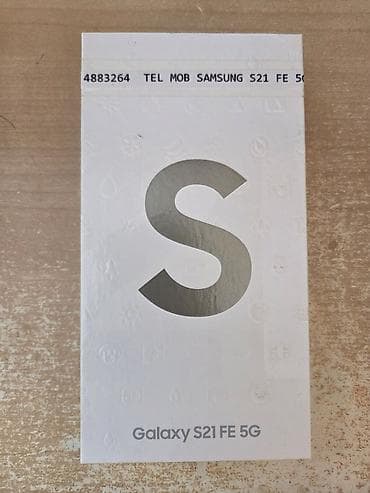 4883264 TEL MOB SAMSUNG S21 FE 5G
S
Galaxy S21 FE 5G